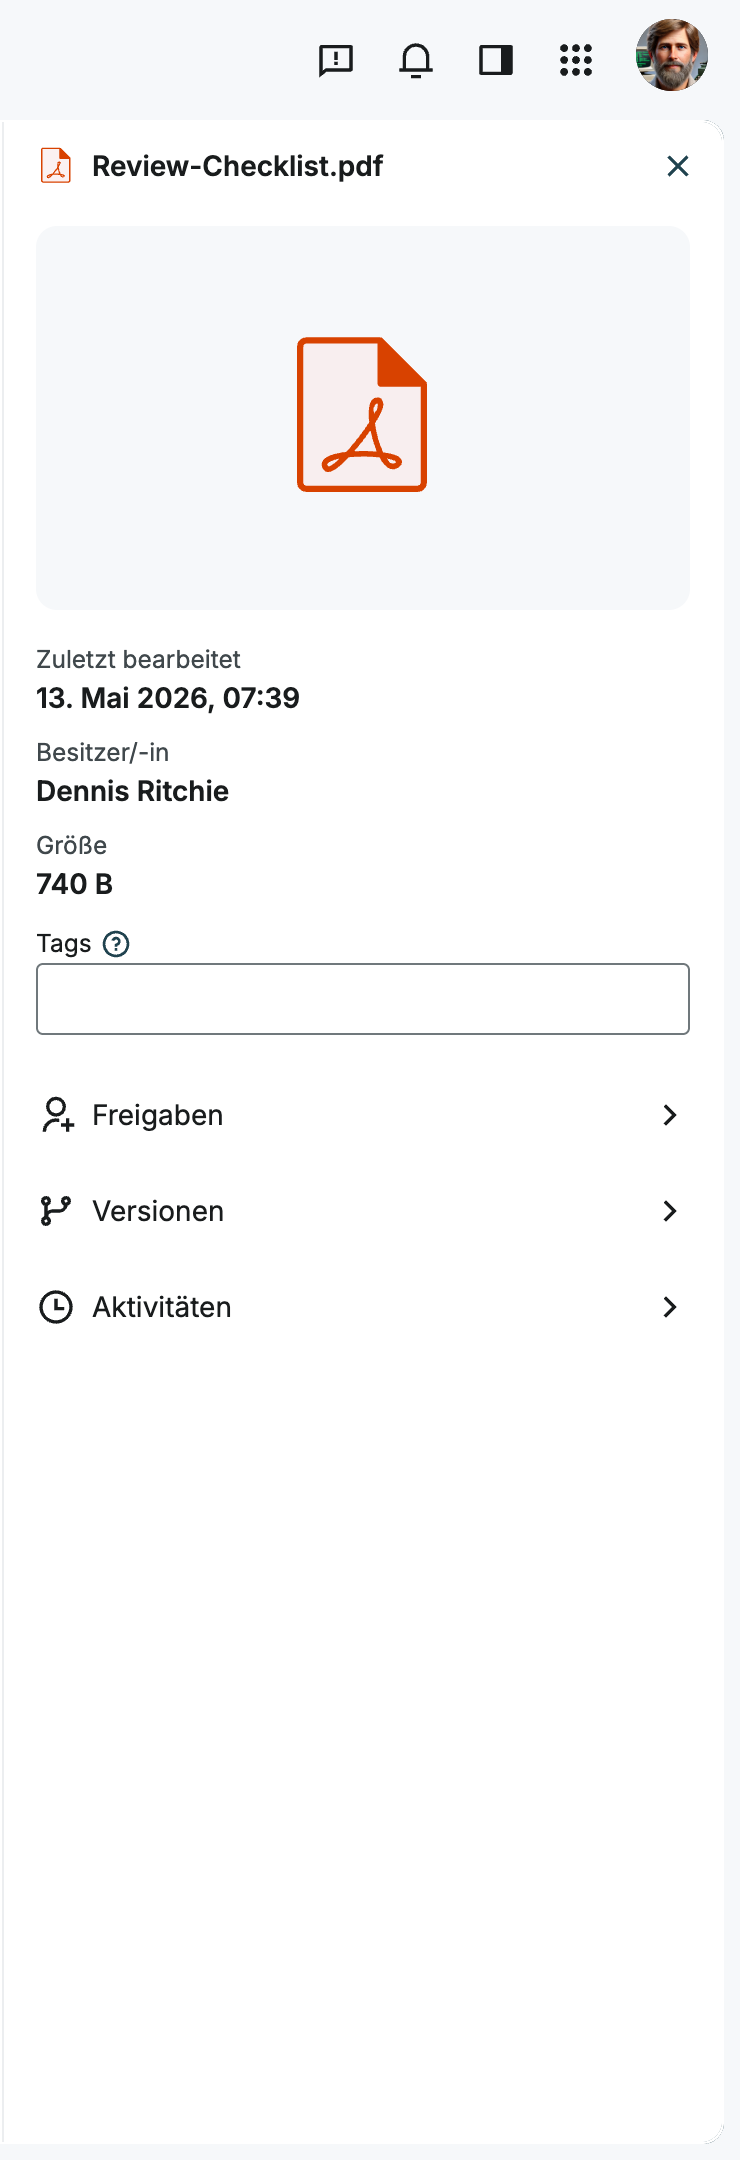 Review-Checklist.pdf
Zuletzt bearbeitet
13. Mai 2026, 07:39
Besitzer/-in
Dennis Ritchie
Größe
740 B
Tags
Freigaben
Versionen
Aktivitäten